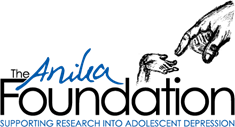 The Anika
Foundation
SUPPORTING RESEARCH INTO ADOLESCENT DEPRESSION